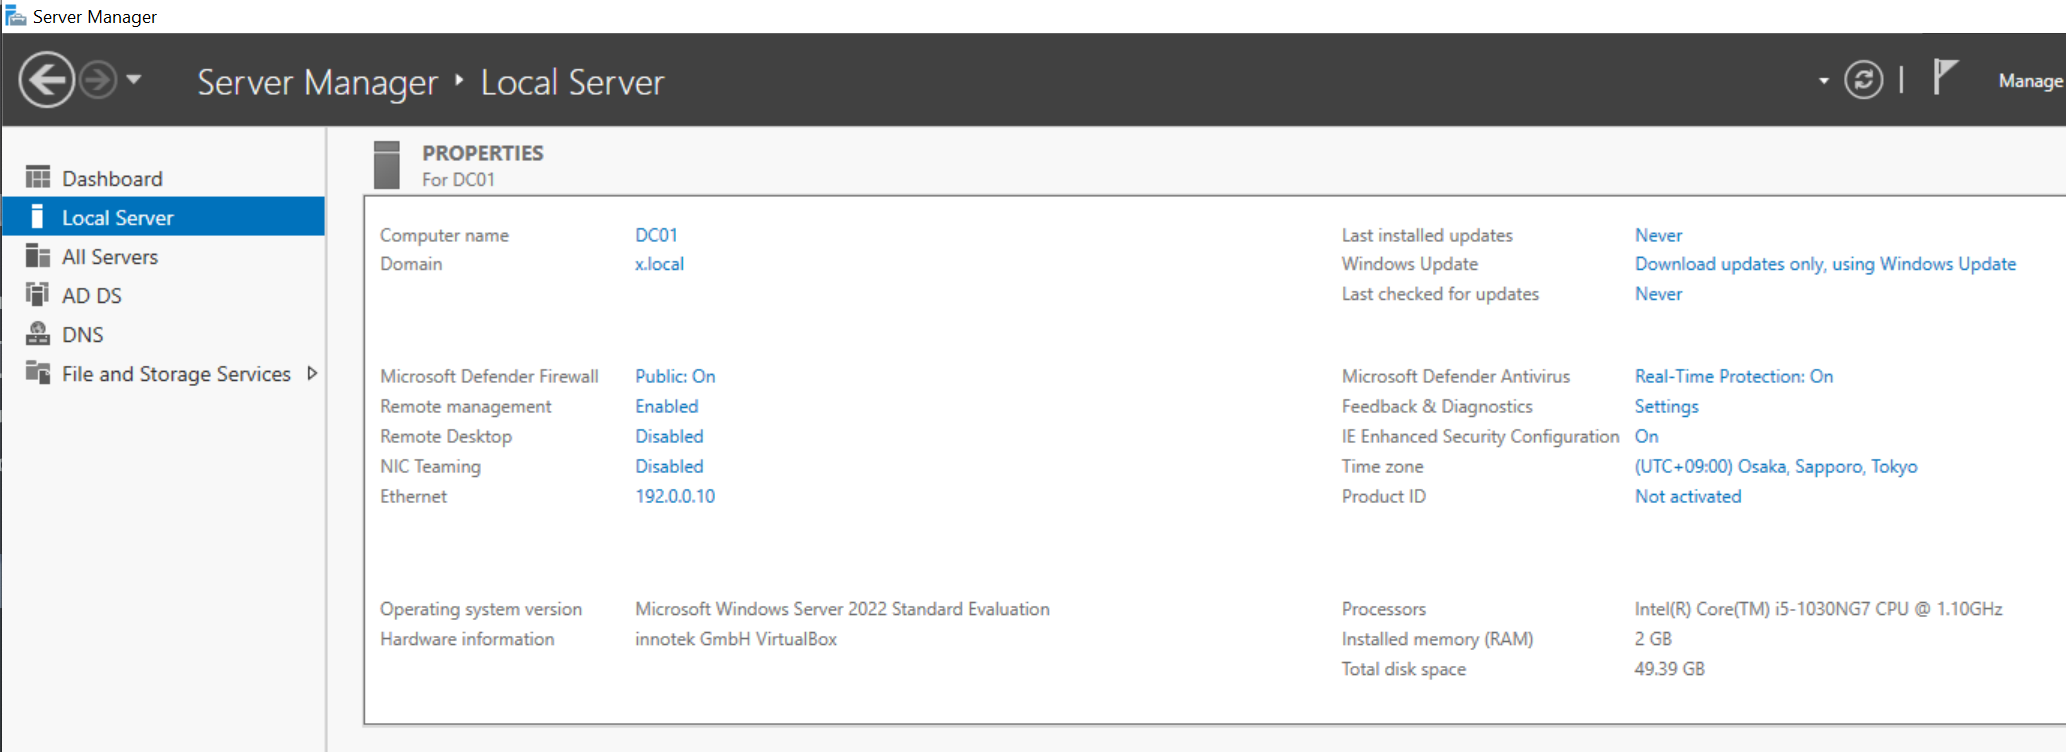 Server Manager
Server Manager ‣ Local Server
Manage
Dashboard
Local Server
All Servers
AD DS
DNS
File and Storage Services
PROPERTIES
For DC01
Computer name DC01
Domain x.local
Last installed updates Never
Windows Update Download updates only, using Windows Update
Last checked for updates Never
Microsoft Defender Firewall Public: On
Remote management Enabled
Remote Desktop Disabled
NIC Teaming Disabled
Ethernet 192.0.0.10
Microsoft Defender Antivirus Real-Time Protection: On
Feedback & Diagnostics Settings
IE Enhanced Security Configuration On
Time zone (UTC+09:00) Osaka, Sapporo, Tokyo
Product ID Not activated
Operating system version Microsoft Windows Server 2022 Standard Evaluation
Hardware information innotek GmbH VirtualBox
Processors Intel(R) Core(TM) i5-1030NG7 CPU @ 1.10GHz
Installed memory (RAM) 2 GB
Total disk space 49.39 GB